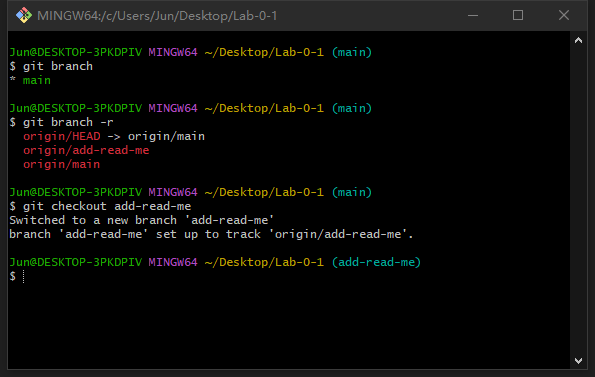 MINGW64:/c/Users/Jun/Desktop/Lab-0-1
Jun@DESKTOP-3PKDPIV MINGW64 ~/Desktop/Lab-0-1 (main)
$ git branch
* main
Jun@DESKTOP-3PKDPIV MINGW64 ~/Desktop/Lab-0-1 (main)
$ git branch -r
  origin/HEAD -> origin/main
  origin/add-read-me
  origin/main
Jun@DESKTOP-3PKDPIV MINGW64 ~/Desktop/Lab-0-1 (main)
$ git checkout add-read-me
Switched to a new branch 'add-read-me'
branch 'add-read-me' set up to track 'origin/add-read-me'.
Jun@DESKTOP-3PKDPIV MINGW64 ~/Desktop/Lab-0-1 (add-read-me)
$